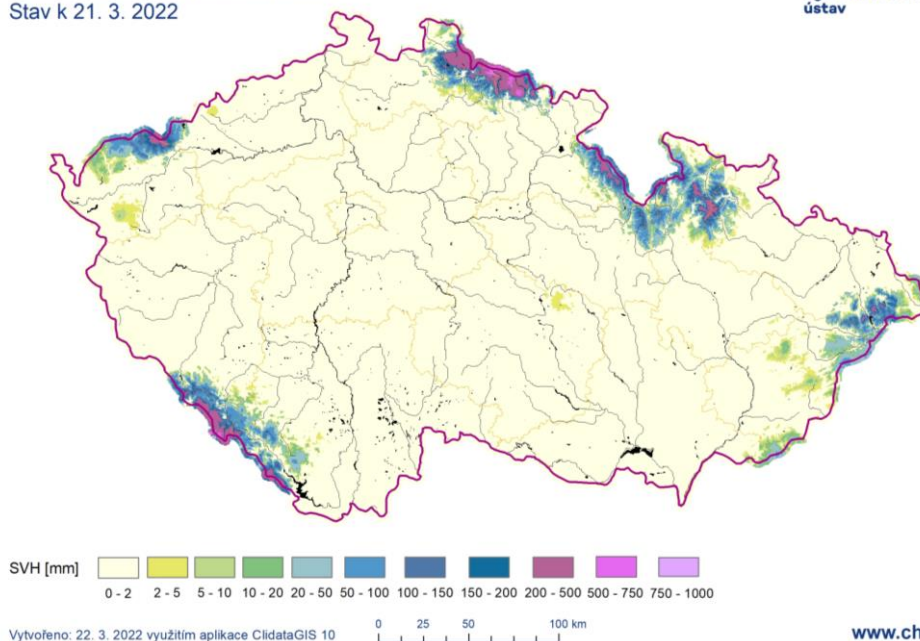 Stav k 21. 3. 2022
ústav
SVH [mm]
0 - 2 2 - 5 5 - 10 10 - 20 20 - 50 50 - 100 100 - 150 150 - 200 200 - 500 500 - 750 750 - 1000
Vytvořeno: 22. 3. 2022 využitím aplikace ClidataGIS 10
0 25 50 100 km
www.ch